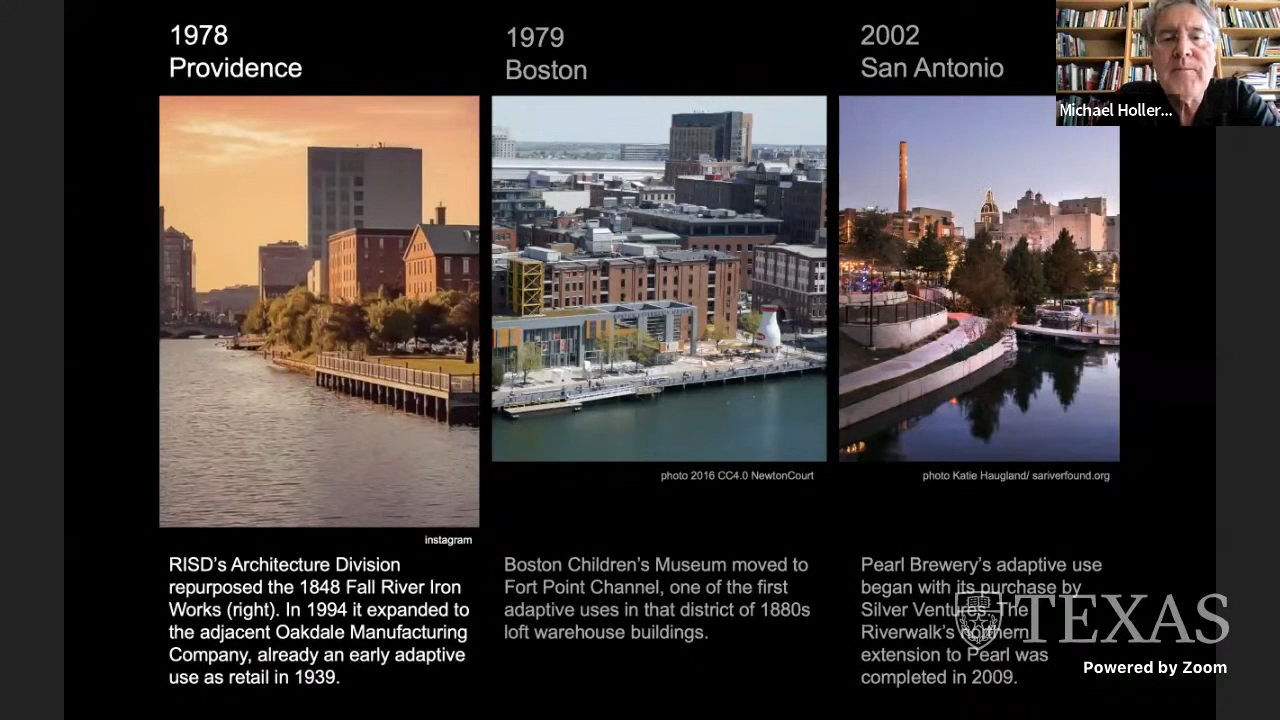 1978
Providence
1979
Boston
2002
San Antonio
Michael Holler...
instagram
photo 2016 CC4.0 NewtonCourt
photo Katie Haugland/ sariverfound.org
RISD's Architecture Division
repurposed the 1848 Fall River Iron
Works (right). In 1994 it expanded to
the adjacent Oakdale Manufacturing
Company, already an early adaptive
use as retail in 1939.
Boston Children's Museum moved to
Fort Point Channel, one of the first
adaptive uses in that district of 1880s
loft warehouse buildings.
Pearl Brewery's adaptive use
began with its purchase by
Silver Ventures. The
Riverwalk's northern
extension to Pearl was
completed in 2009.
TEXAS
Powered by Zoom